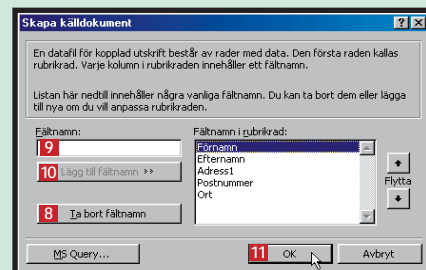 Skapa källdokument
En datafil för kopplad utskrift består av rader med data. Den första raden kallas
rubrikrad. Varje kolumn i rubrikraden innehåller ett fältnamn.
Listan här nedtill innehåller några vanliga fältnamn. Du kan ta bort dem eller lägga
till nya om du vill anpassa rubrikraden.
Fältnamn:
9
10 Lägg till fältnamn >>
8 Ta bort fältnamn
Fältnamn i rubrikrad:
Förnamn
Efternamn
Adress1
Postnummer
Ort
Flytta
MS Query...
11 OK
Avbryt